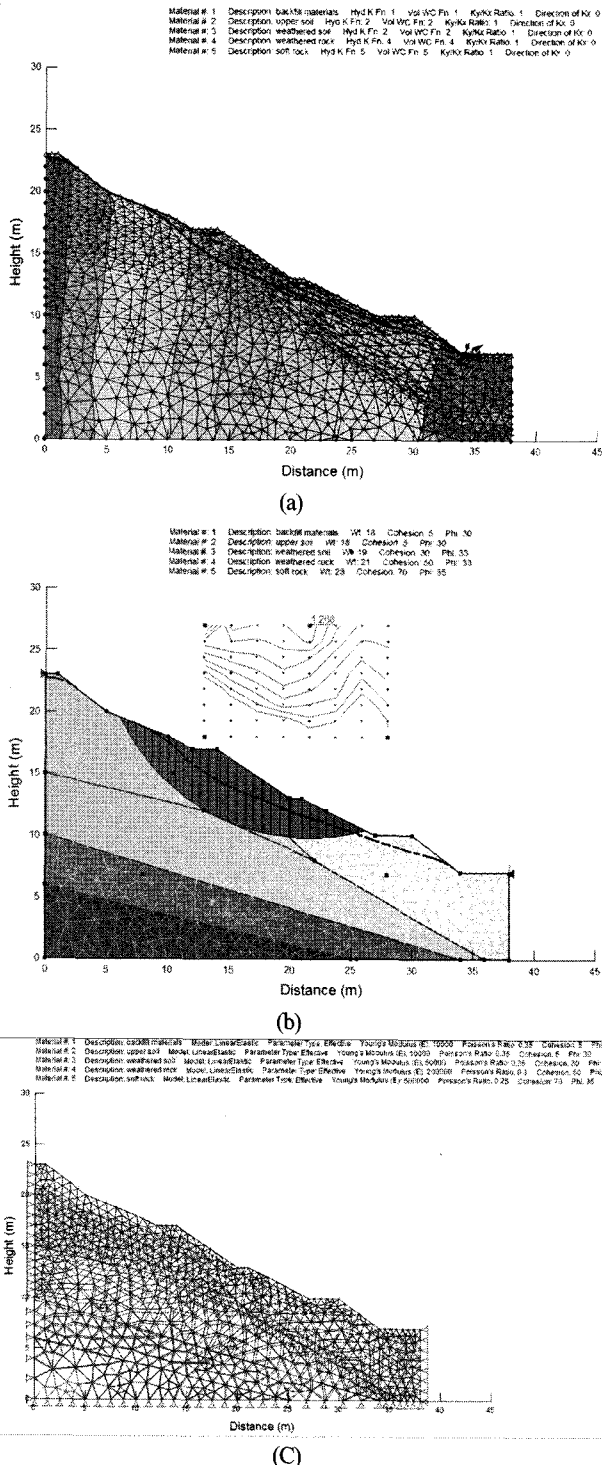 Material #: 1 Description: backfill materials Hyd K Fn: 1 Vol WC Fn: 1 Ky/Kx Ratio: 1 Direction of Kx: 0
Material #: 2 Description: upper soil Hyd K Fn: 2 Vol WC Fn: 2 Ky/Kx Ratio: 1 Direction of Kx: 0
Material #: 3 Description: weathered soil Hyd K Fn: 2 Vol WC Fn: 2 Ky/Kx Ratio: 1 Direction of Kx: 0
Material #: 4 Description: weathered rock Hyd K Fn: 4 Vol WC Fn: 4 Ky/Kx Ratio: 1 Direction of Kx: 0
Material #: 5 Description: soft rock Hyd K Fn: 5 Vol WC Fn: 5 Ky/Kx Ratio: 1 Direction of Kx: 0
30
25
20
15
10
5
0
Height (m)
0 5 10 15 20 25 30 35 40 45
Distance (m)
(a)
Material #: 1 Description: backfill materials Wt: 18 Cohesion: 5 Phi: 30
Material #: 2 Description: upper soil Wt: 18 Cohesion: 5 Phi: 30
Material #: 3 Description: weathered soil Wt: 19 Cohesion: 30 Phi: 33
Material #: 4 Description: weathered rock Wt: 21 Cohesion: 50 Phi: 33
Material #: 5 Description: soft rock Wt: 23 Cohesion: 70 Phi: 35
30
25
20
15
10
5
0
Height (m)
0 5 10 15 20 25 30 35 40 45
Distance (m)
(b)
Material #: 1 Description: backfill materials Model: LinearElastic Parameter Type: Effective Young's Modulus (E): 10000 Poisson's Ratio: 0.35 Cohesion: 5
Material #: 2 Description: upper soil Model: LinearElastic Parameter Type: Effective Young's Modulus (E): 10000 Poisson's Ratio: 0.35 Cohesion: 5 Phi: 30
Material #: 3 Description: weathered soil Model: LinearElastic Parameter Type: Effective Young's Modulus (E): Poisson's Ratio: Cohesion: 30
Material #: 4 Description: weathered rock Model: LinearElastic Parameter Type: Effective Young's Modulus (E): 200000 Poisson's Ratio: 0.3 Cohesion: 50
Material #: 5 Description: soft rock Model: LinearElastic Parameter Type: Effective Young's Modulus (E): 500000 Poisson's Ratio: 0.25 Cohesion: 70 Phi: 35
30
25
20
Height (m)
40 45
Distance (m)
(C)